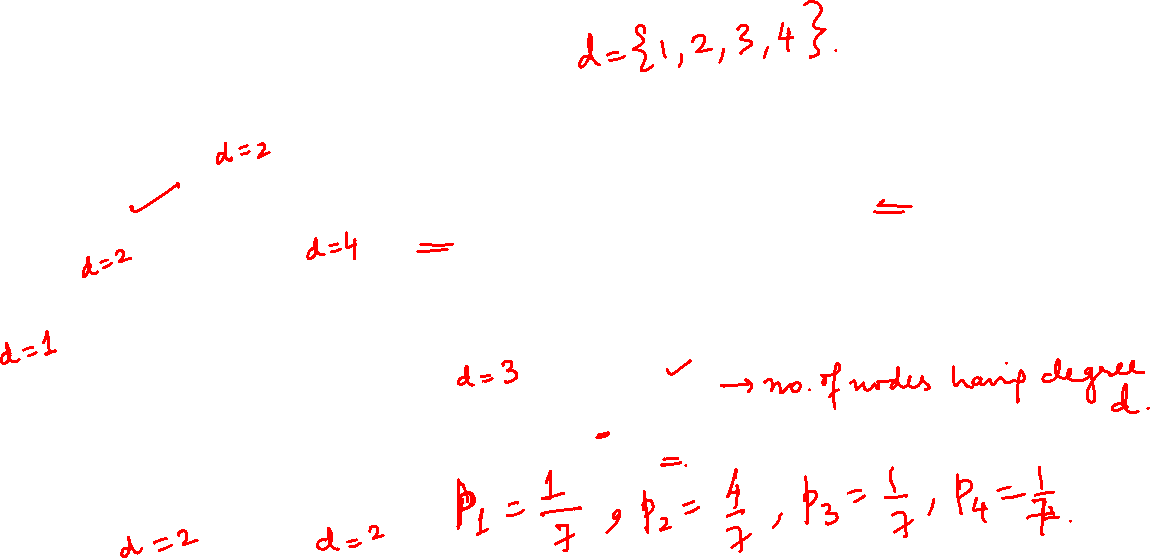 d={1,2,3,4}.
d=2
d=2
d=4 =
=
d=1
d=3
→ no. of nodes having degree
d.
=.
P1 = 1/7, P2 = 4/7, P3 = 1/7, P4 = 1/7.
d=2
d=2